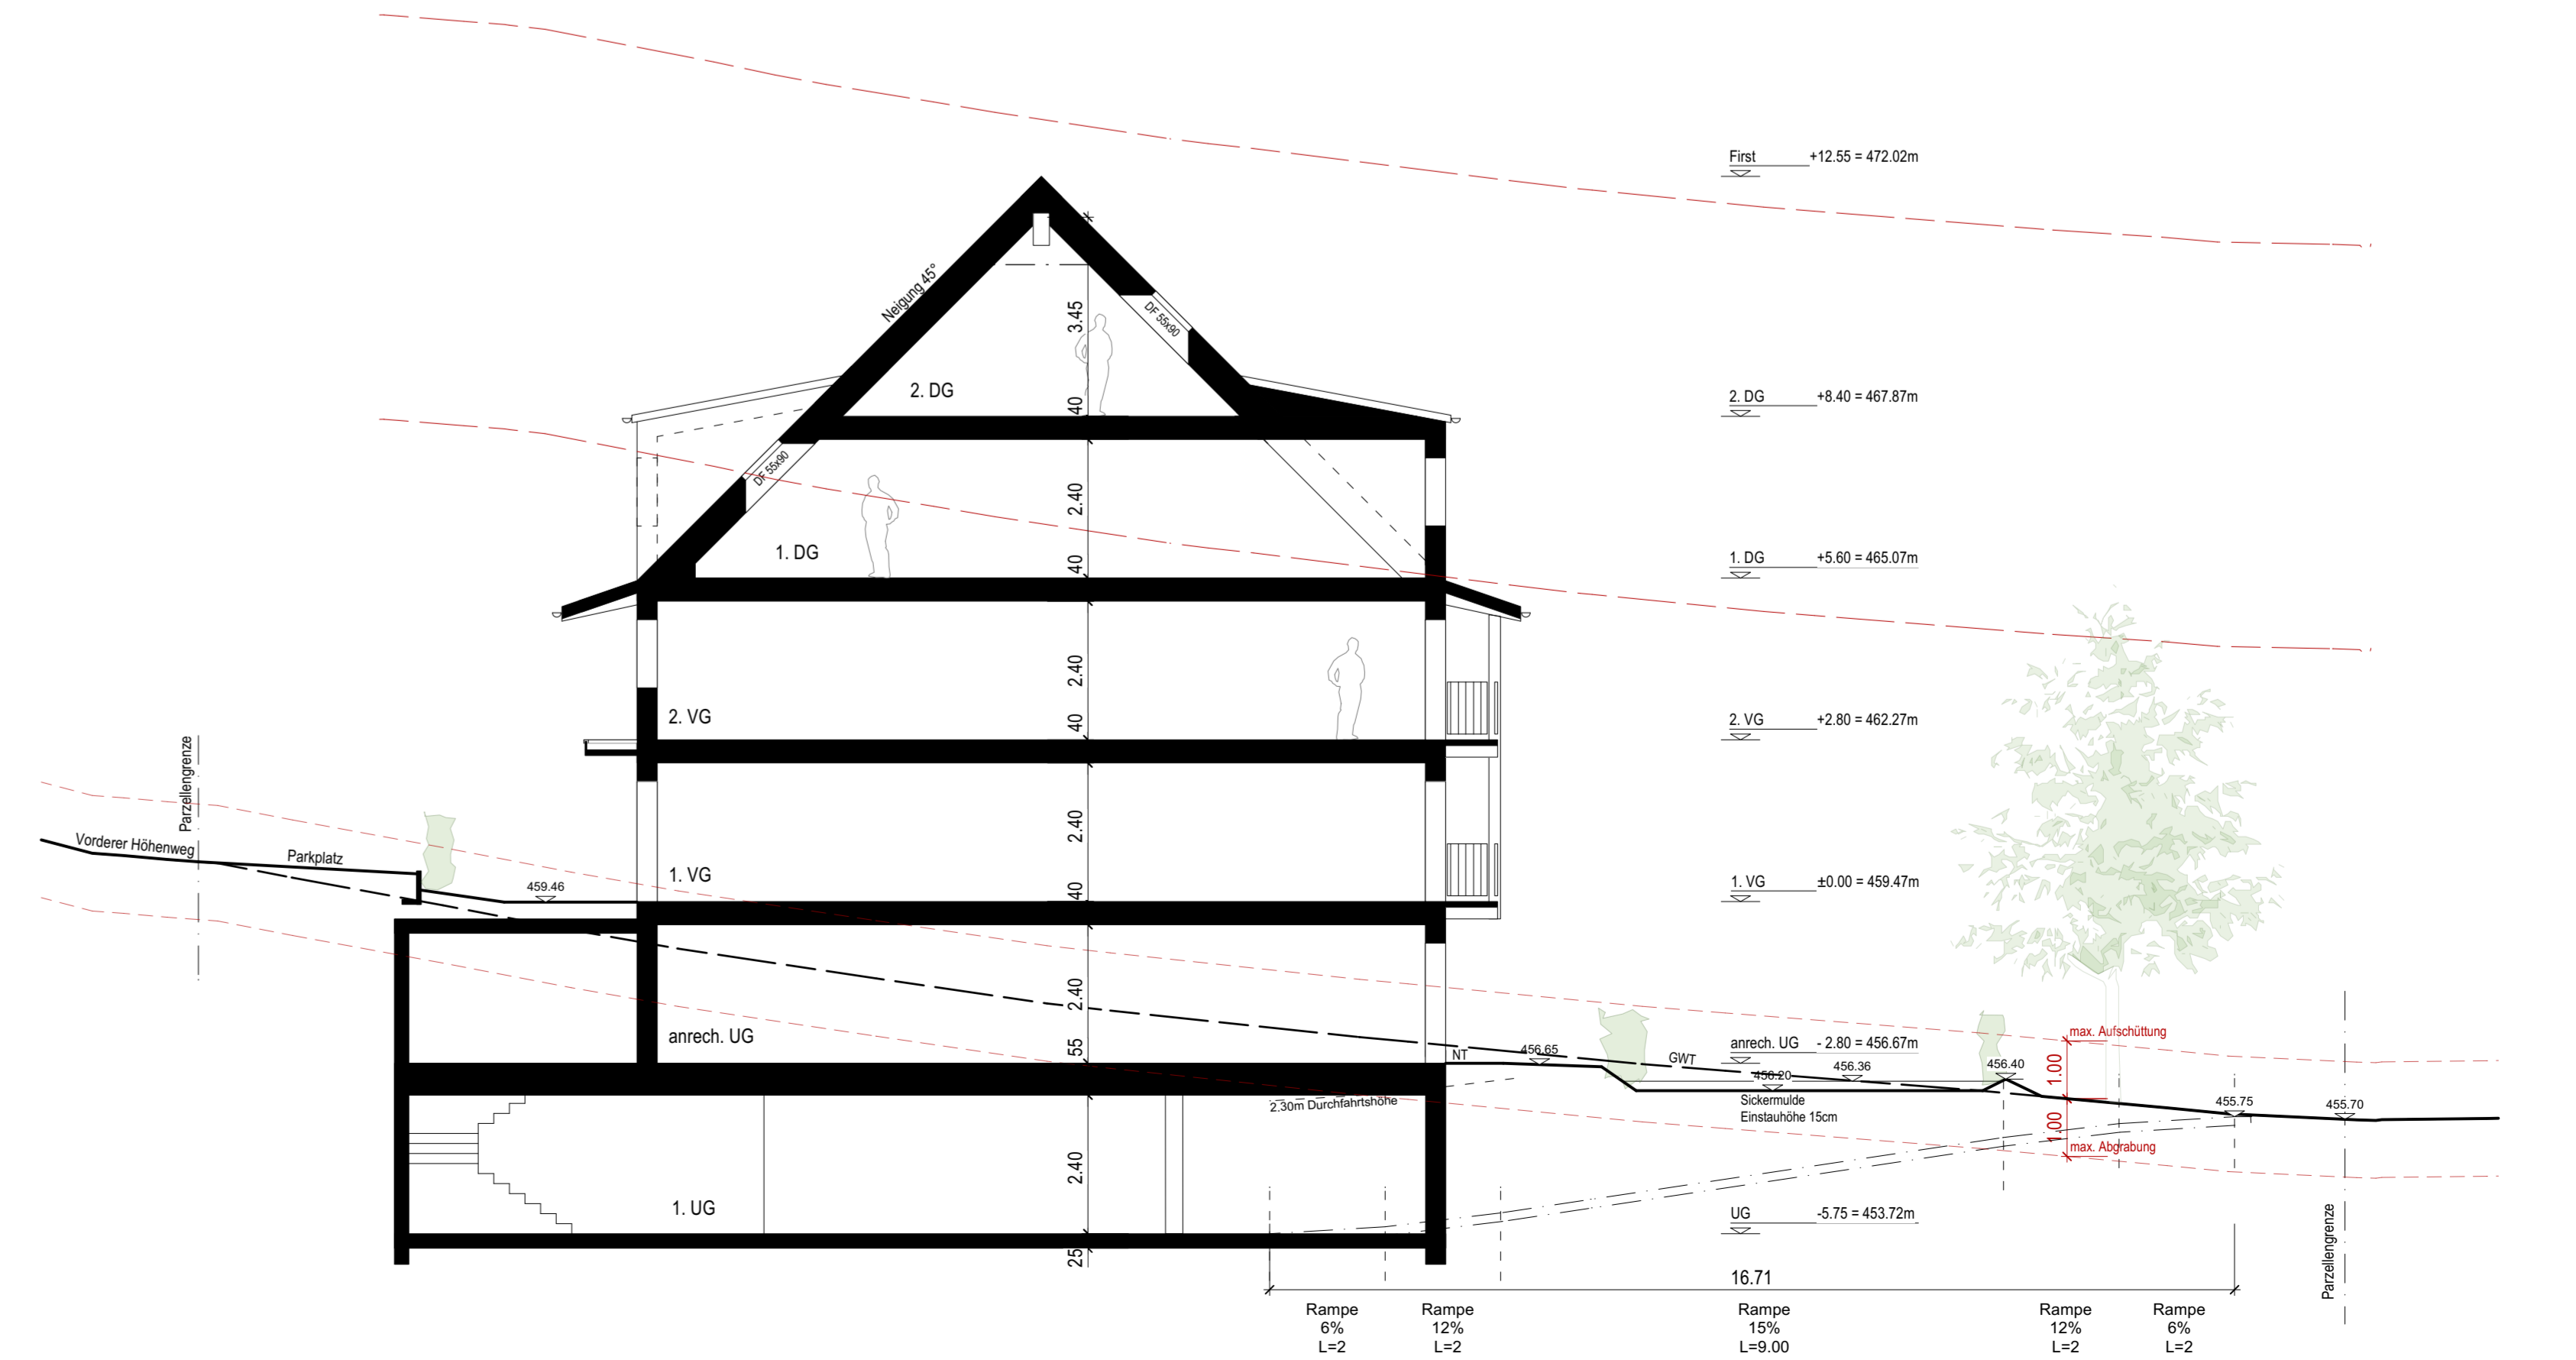 First +12.55 = 472.02m
Neigung 45°
DF 55x90
3.45
2. DG
40
2. DG +8.40 = 467.87m
DF 55x90
2.40
1. DG
40
1. DG +5.60 = 465.07m
2.40
2. VG
40
2. VG +2.80 = 462.27m
Parzellengrenze
Vorderer Höhenweg
Parkplatz
459.46
2.40
1. VG
40
1. VG ±0.00 = 459.47m
2.40
anrech. UG
55
NT
456.65
GWT
anrech. UG - 2.80 = 456.67m
456.20
456.36
456.40
max. Aufschüttung
1.00
1.00
max. Abgrabung
Sickermulde
Einstauhöhe 15cm
2.30m Durchfahrtshöhe
455.75
455.70
2.40
1. UG
25
UG -5.75 = 453.72m
Parzellengrenze
16.71
Rampe
6%
L=2
Rampe
12%
L=2
Rampe
15%
L=9.00
Rampe
12%
L=2
Rampe
6%
L=2